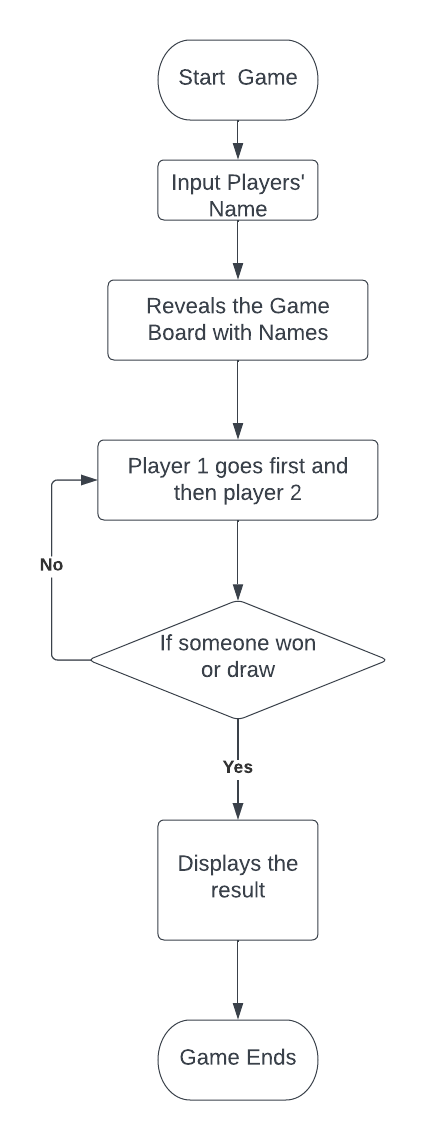 Start  Game
Input Players'
Name
Reveals the Game
Board with Names
Player 1 goes first and
then player 2
No
If someone won
or draw
Yes
Displays the
result
Game Ends